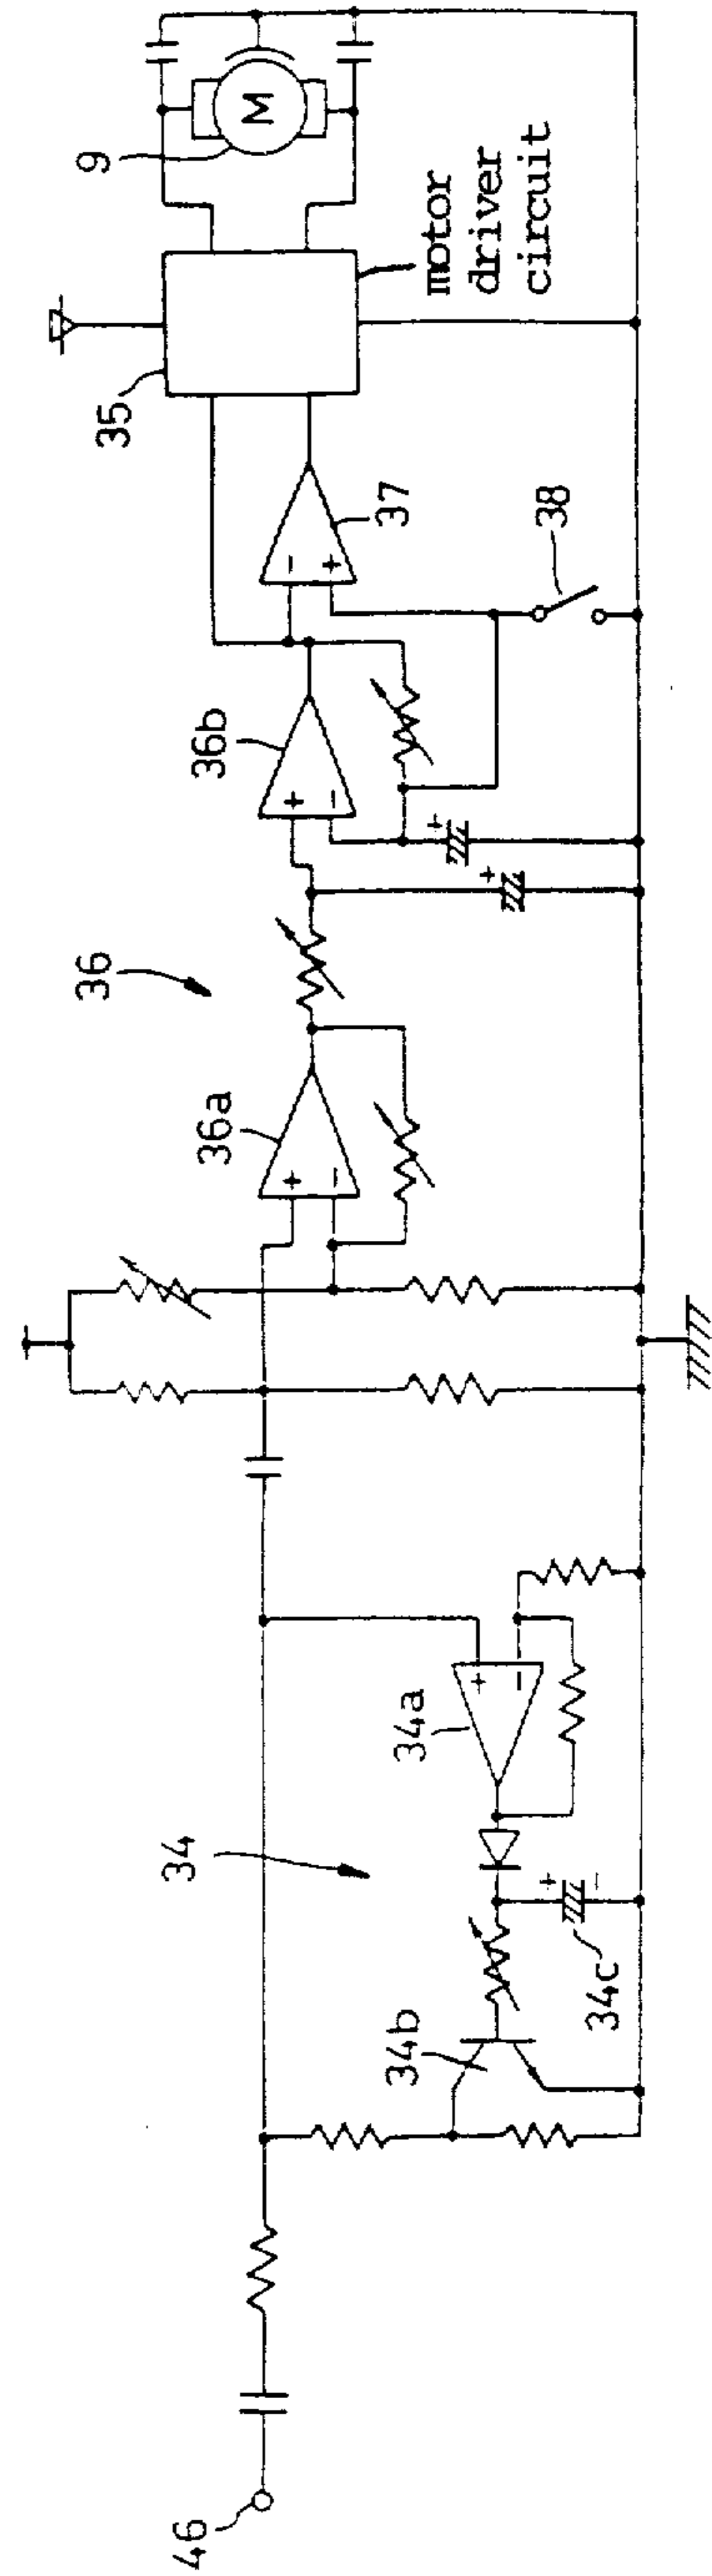 46
34
34b
34c
34a
36
36a
36b
37
38
35
9
M
motor
driver
circuit
+
-
+
-
+
-
+
-
+
+
-
+